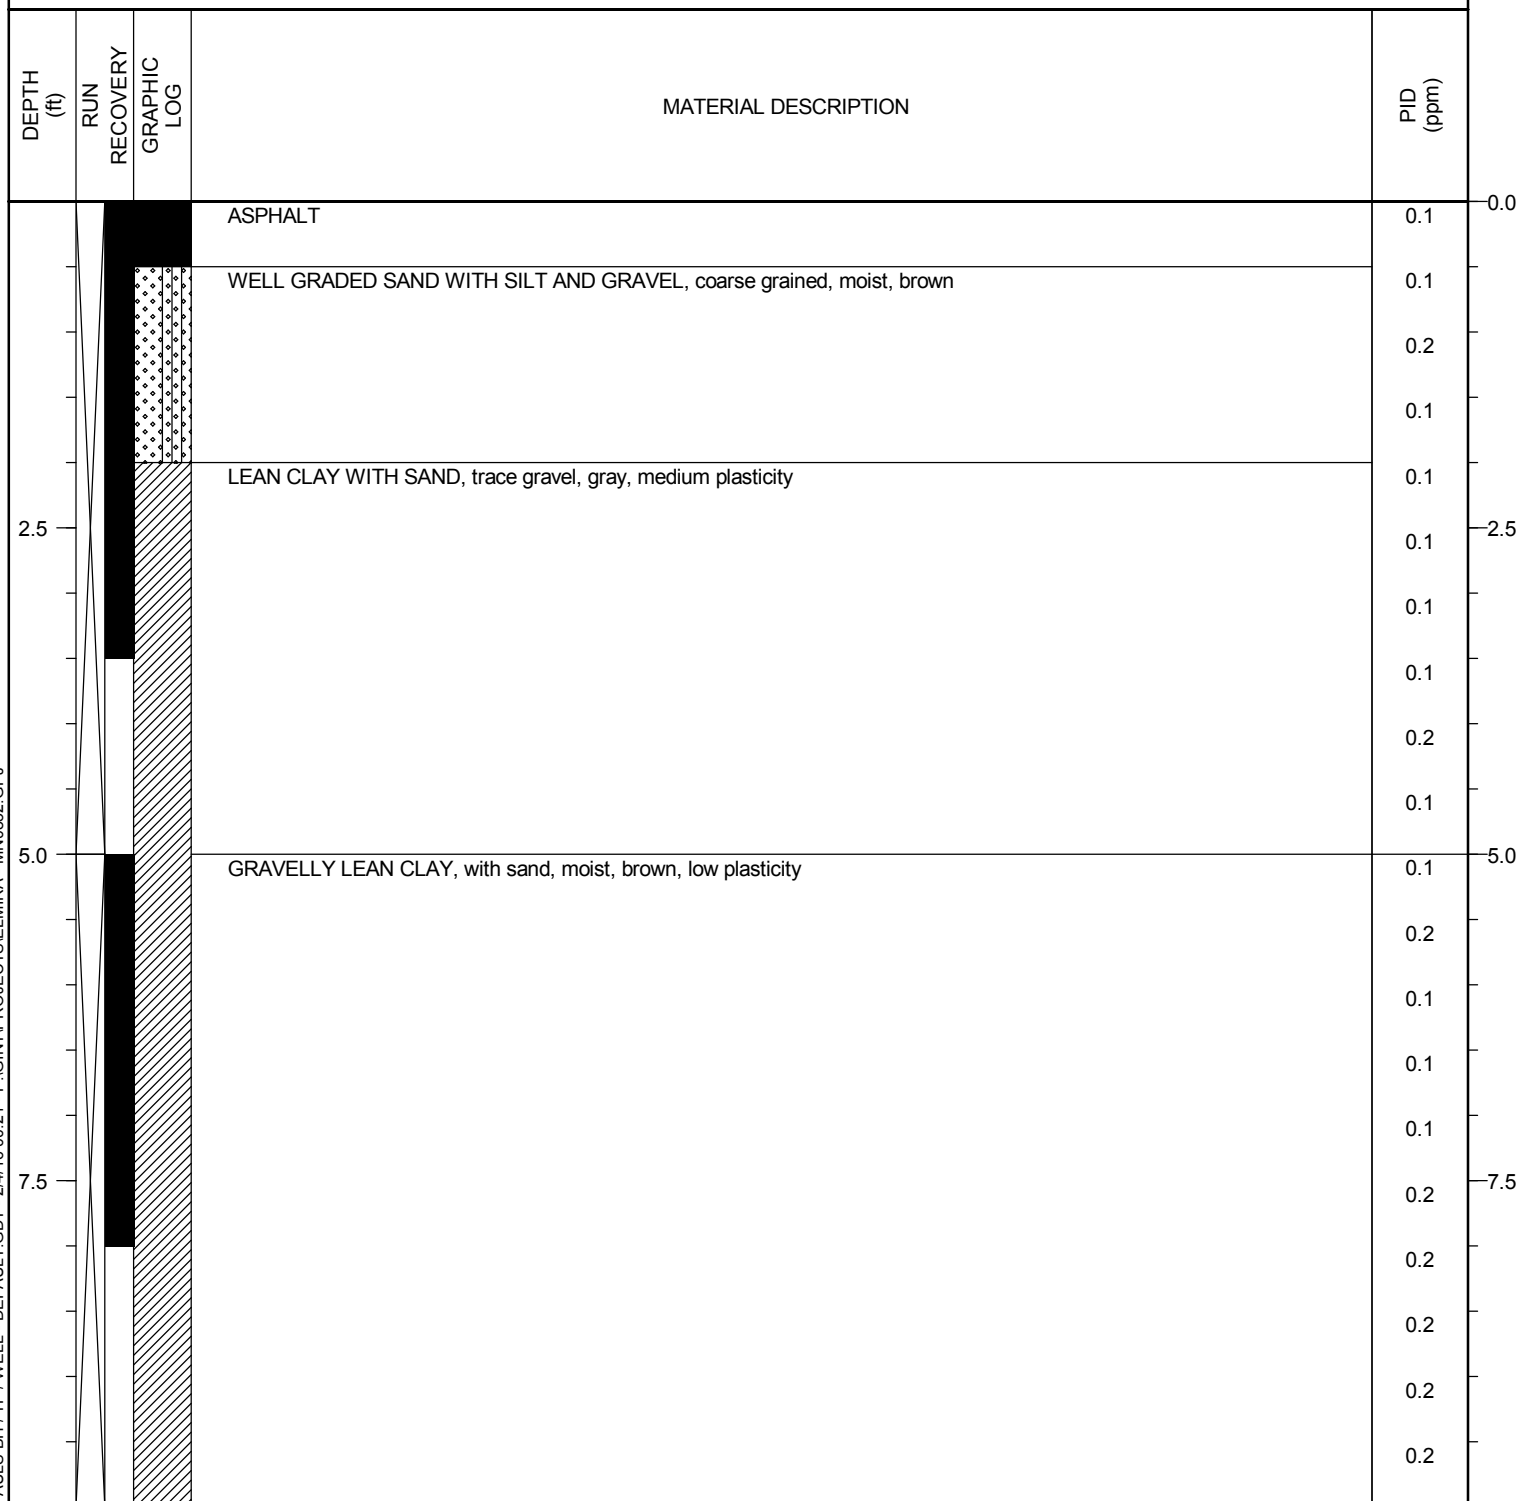 DEPTH
(ft)
RUN
RECOVERY
GRAPHIC
LOG
MATERIAL DESCRIPTION
PID
(ppm)
0.0
ASPHALT
0.1
WELL GRADED SAND WITH SILT AND GRAVEL, coarse grained, moist, brown
0.1
0.2
0.1
LEAN CLAY WITH SAND, trace gravel, gray, medium plasticity
0.1
2.5
2.5
0.1
0.1
0.1
0.2
0.1
5.0
5.0
GRAVELLY LEAN CLAY, with sand, moist, brown, low plasticity
0.1
0.2
0.1
0.1
0.1
7.5
7.5
0.2
0.2
0.2
0.2
0.2